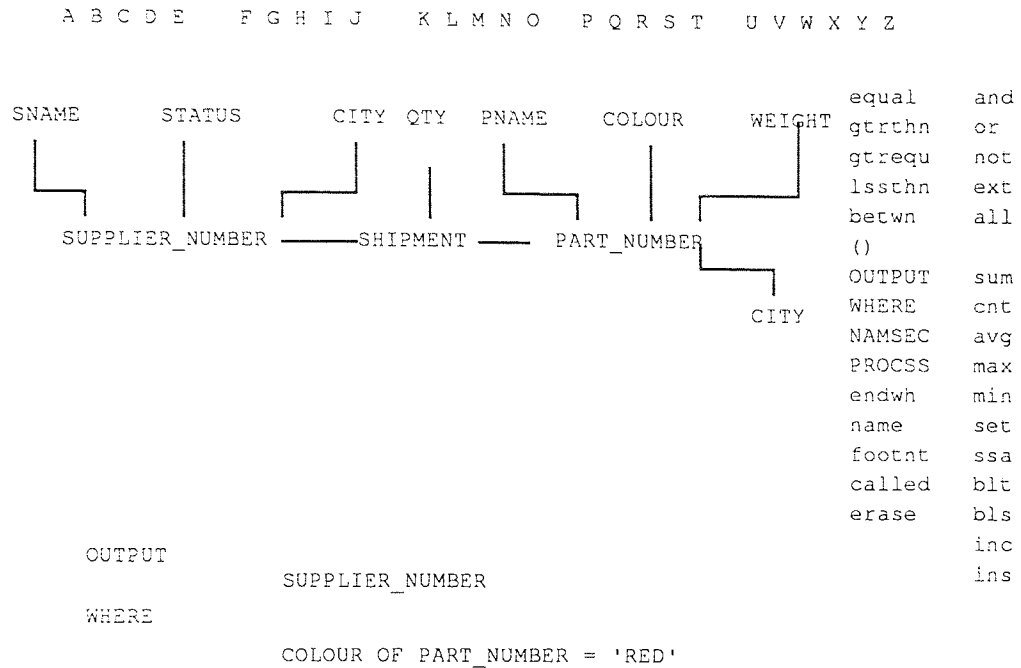 A B C D E F G H I J K L M N O P Q R S T U V W X Y Z
SNAME STATUS CITY QTY PNAME COLOUR WEIGHT
SUPPLIER_NUMBER SHIPMENT PART_NUMBER
CITY
equal and
gtrthn or
gtrequ not
lssthn ext
betwn all
()
OUTPUT sum
WHERE cnt
NAMSEC avg
PROCSS max
endwh min
name set
footnt ssa
called blt
erase bls
inc
ins
OUTPUT
SUPPLIER_NUMBER
WHERE
COLOUR OF PART_NUMBER = 'RED'